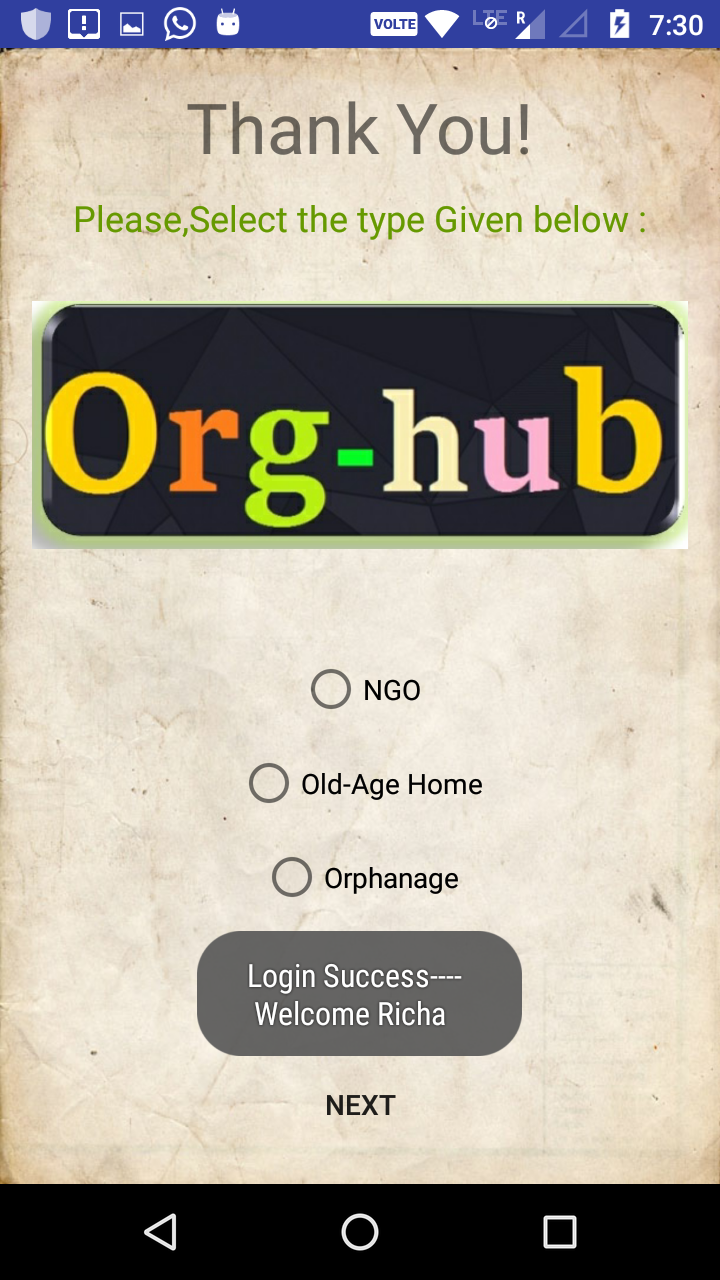 VOLTE LTE R 7:30
Thank You!
Please,Select the type Given below :
Org-hub
NGO
Old-Age Home
Orphanage
Login Success----
Welcome Richa
NEXT